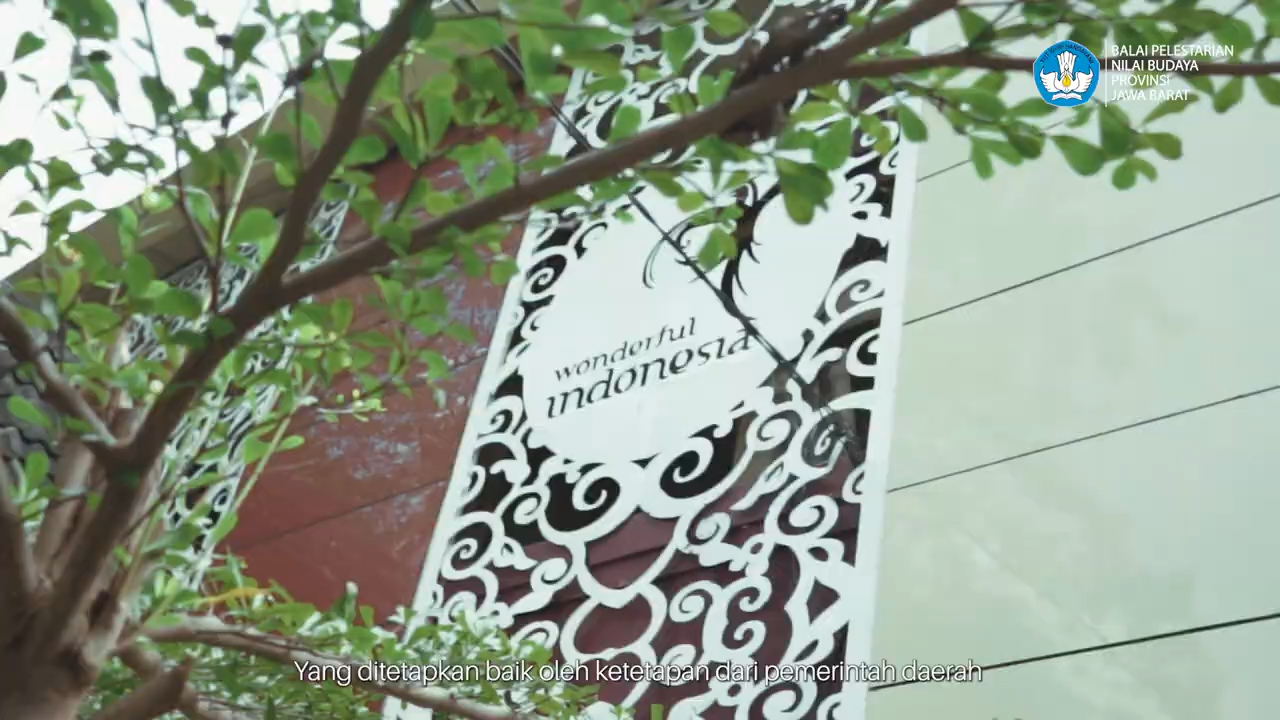 BALAI PELESTARIAN
NILAI BUDAYA
PROVINSI
JAWA BARAT
wonderful
indonesia
Yang ditetapkan baik oleh ketetapan dari pemerintah daerah